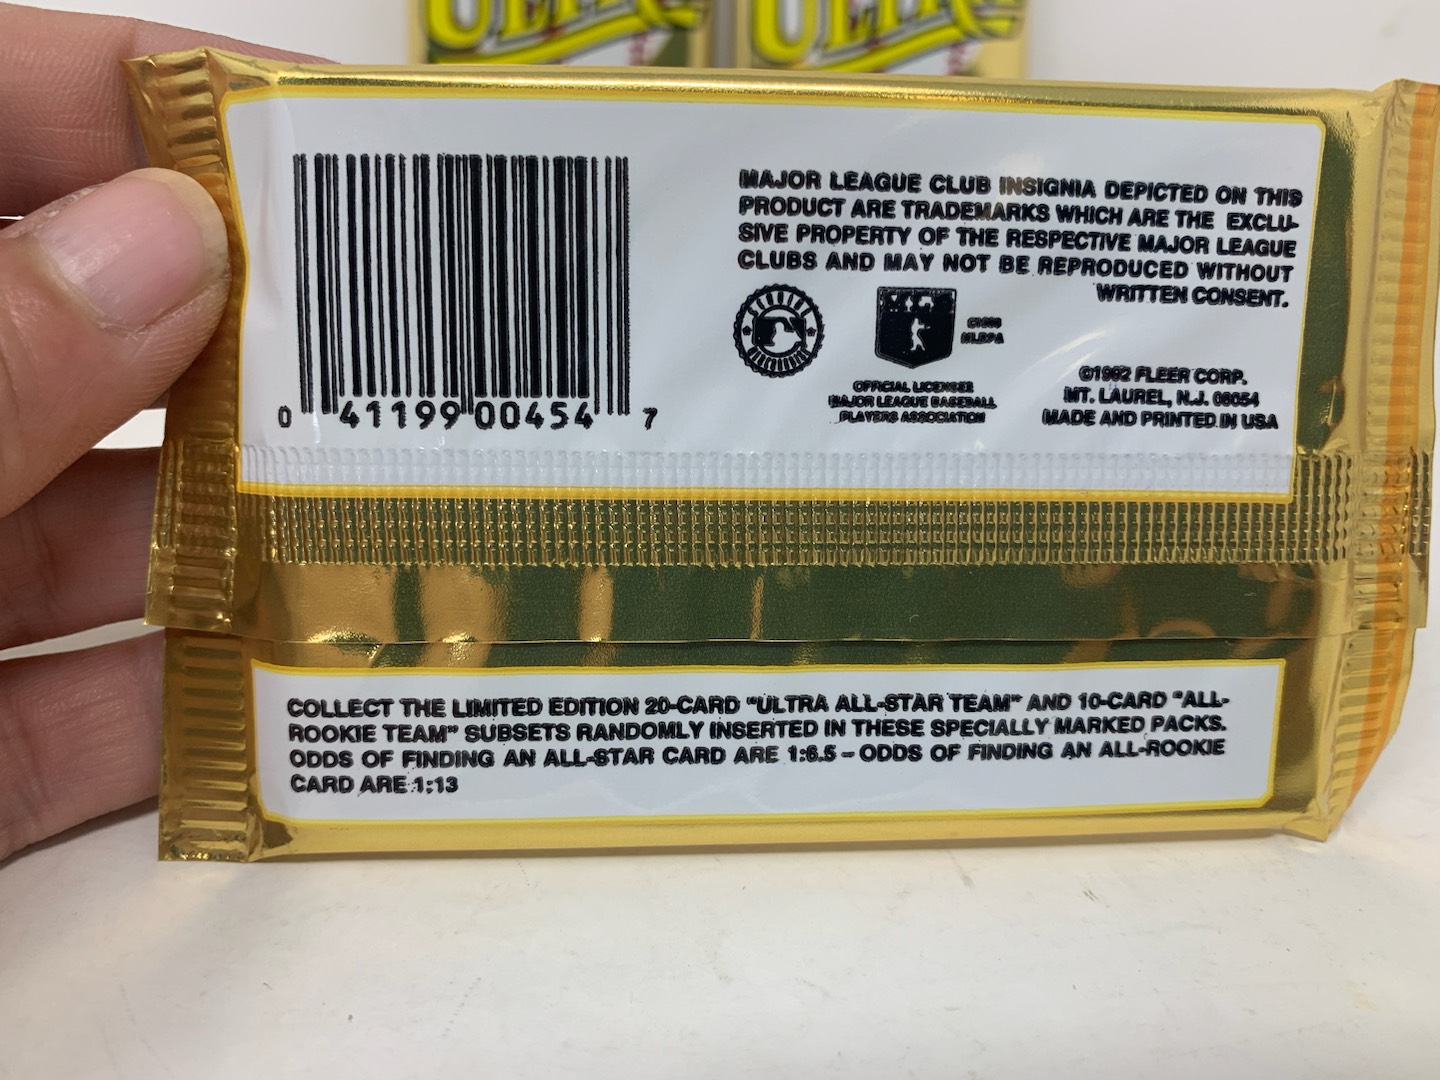 ULTRA
ULTRA
MAJOR LEAGUE CLUB INSIGNIA DEPICTED ON THIS
PRODUCT ARE TRADEMARKS WHICH ARE THE EXCLU-
SIVE PROPERTY OF THE RESPECTIVE MAJOR LEAGUE
CLUBS AND MAY NOT BE REPRODUCED WITHOUT
WRITTEN CONSENT.
GENUINE
MERCHANDISE
MLBPA
OFFICIAL LICENSEE
MAJOR LEAGUE BASEBALL
PLAYERS ASSOCIATION
©1992 FLEER CORP.
MT. LAUREL, N.J. 08054
MADE AND PRINTED IN USA
0 41199 00454 7
COLLECT THE LIMITED EDITION 20-CARD "ULTRA ALL-STAR TEAM" AND 10-CARD "ALL-
ROOKIE TEAM" SUBSETS RANDOMLY INSERTED IN THESE SPECIALLY MARKED PACKS.
ODDS OF FINDING AN ALL-STAR CARD ARE 1:6.5 – ODDS OF FINDING AN ALL-ROOKIE
CARD ARE 1:13